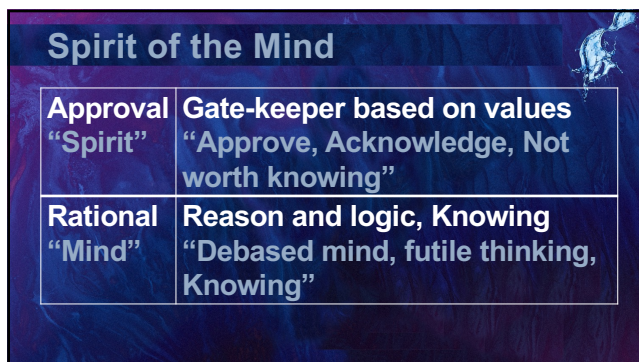 Spirit of the Mind
Approval Gate-keeper based on values
“Spirit” “Approve, Acknowledge, Not
worth knowing”
Rational Reason and logic, Knowing
“Mind” “Debased mind, futile thinking,
Knowing”